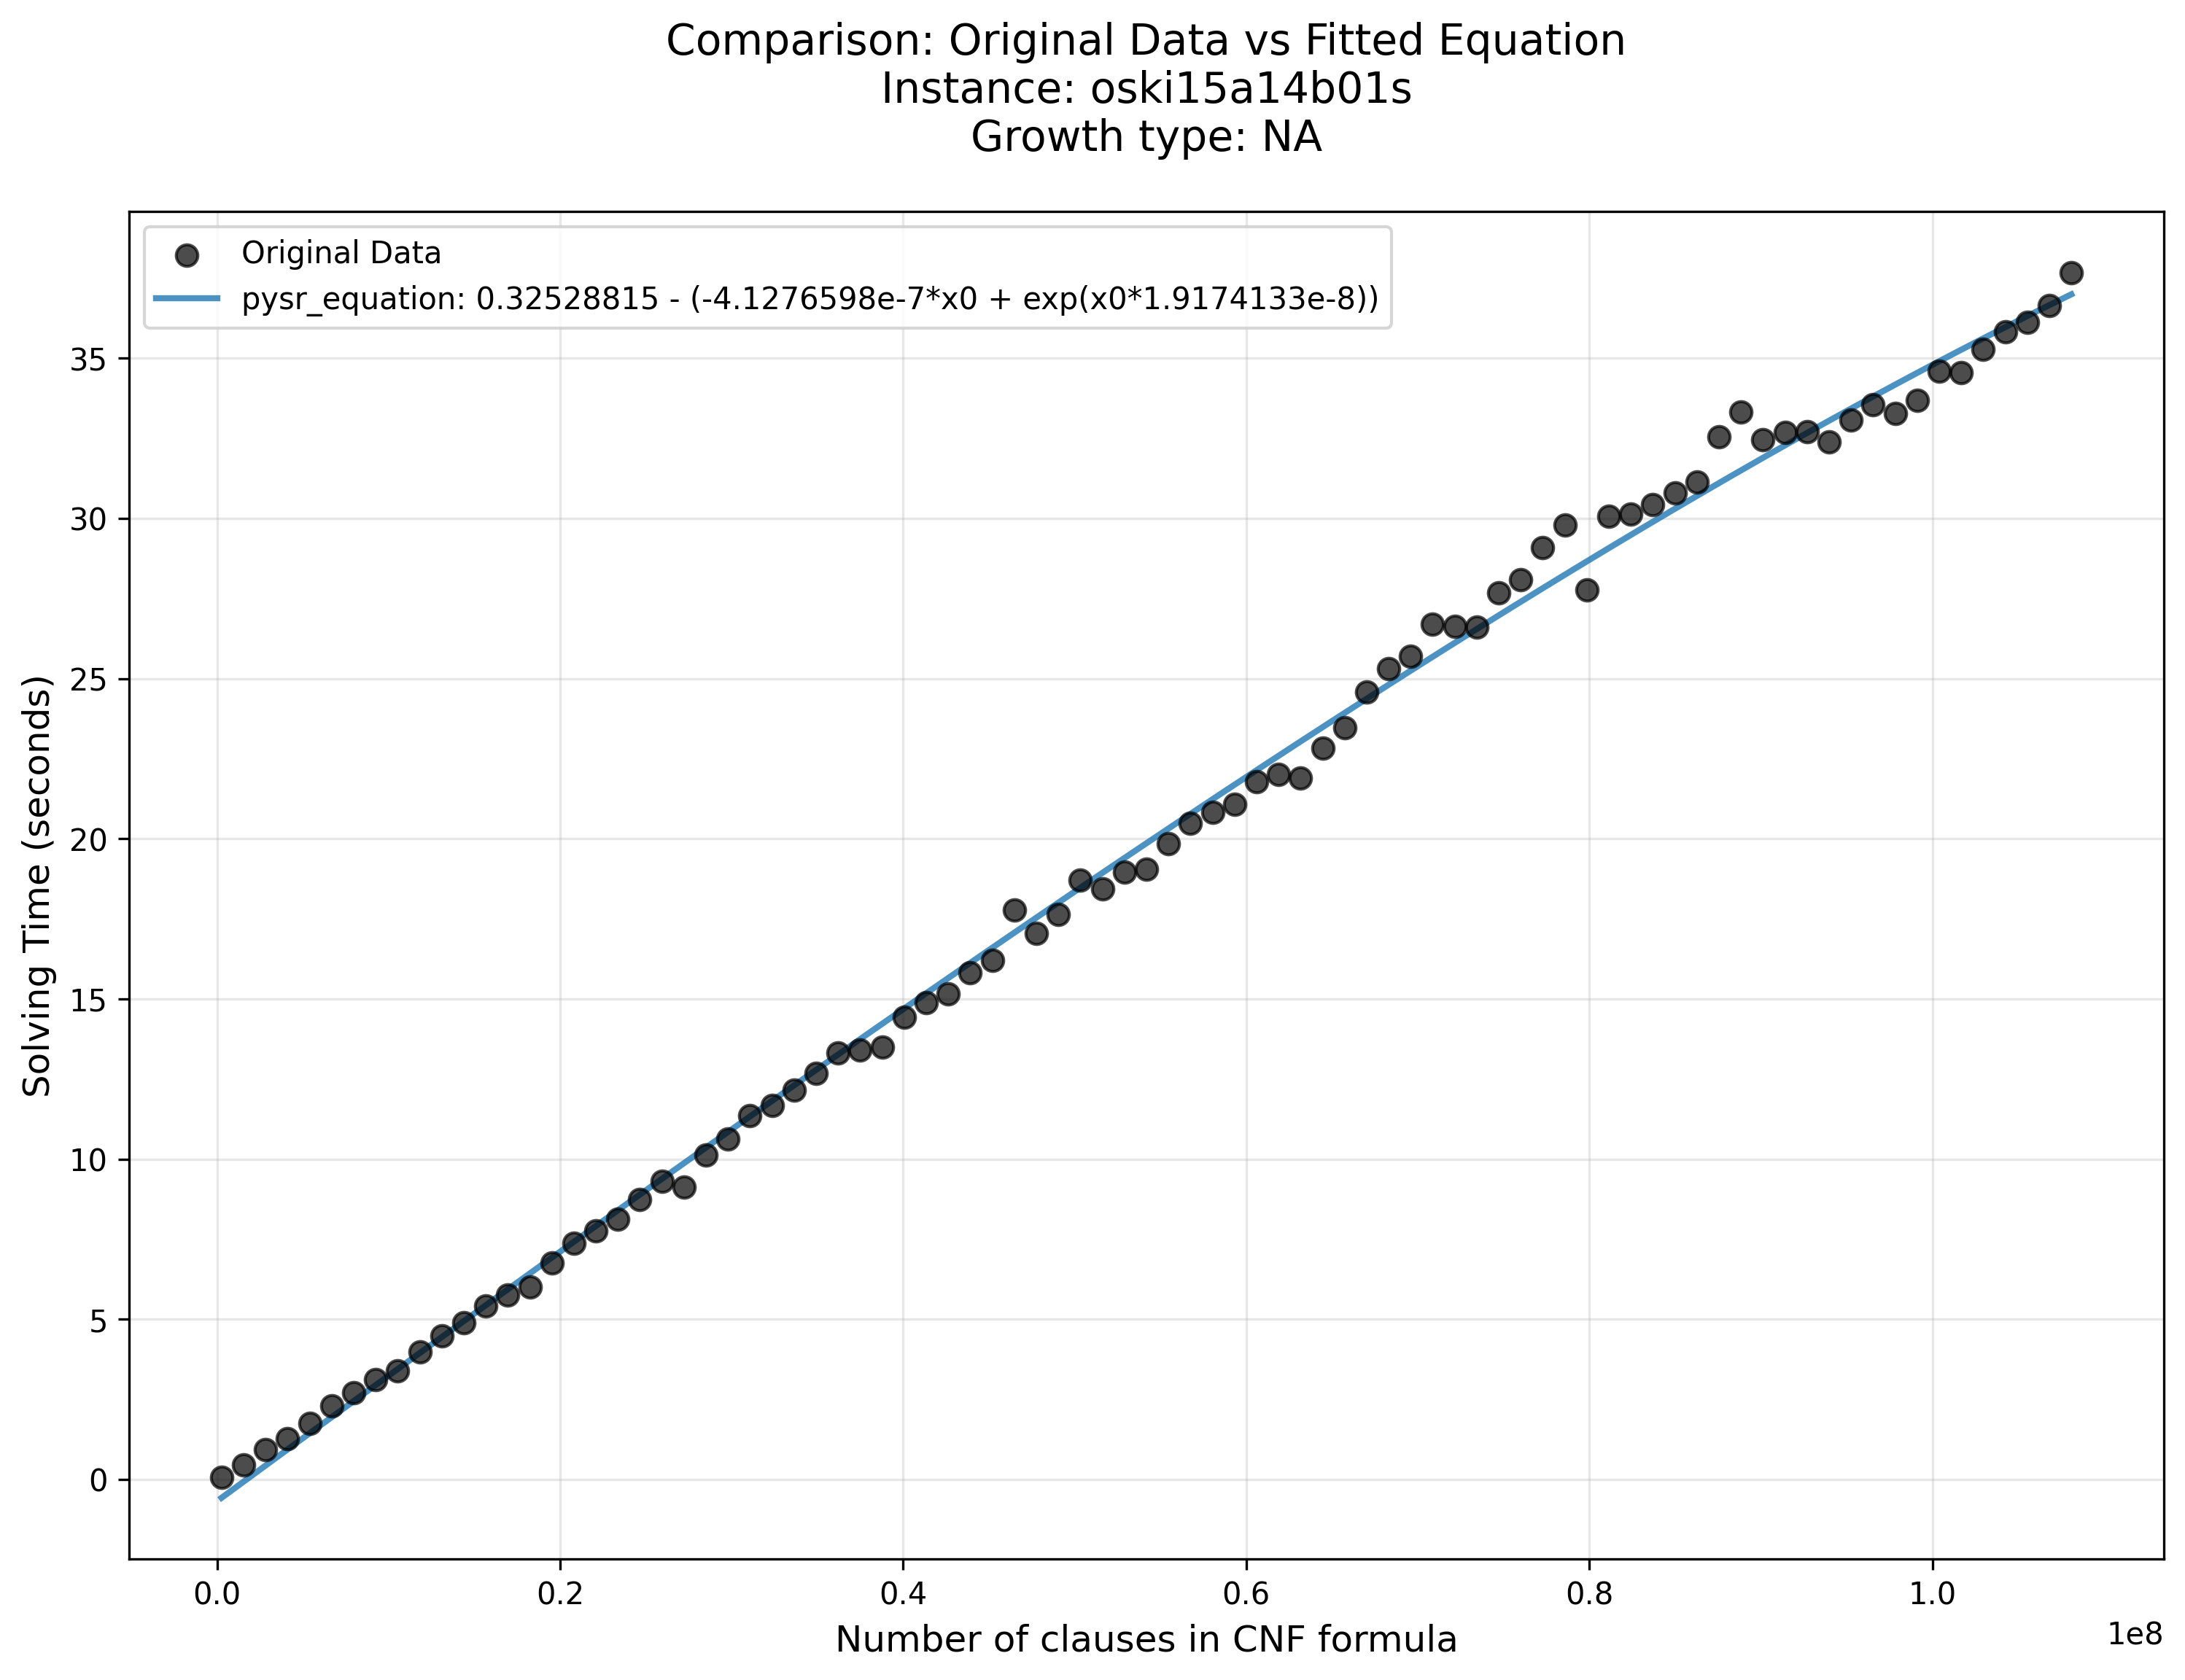 Comparison: Original Data vs Fitted Equation
Instance: oski15a14b01s
Growth type: NA
Original Data
pysr_equation: 0.32528815 - (-4.1276598e-7*x0 + exp(x0*1.9174133e-8))
35
30
25
20
15
10
5
0
Solving Time (seconds)
0.0 0.2 0.4 0.6 0.8 1.0
1e8
Number of clauses in CNF formula